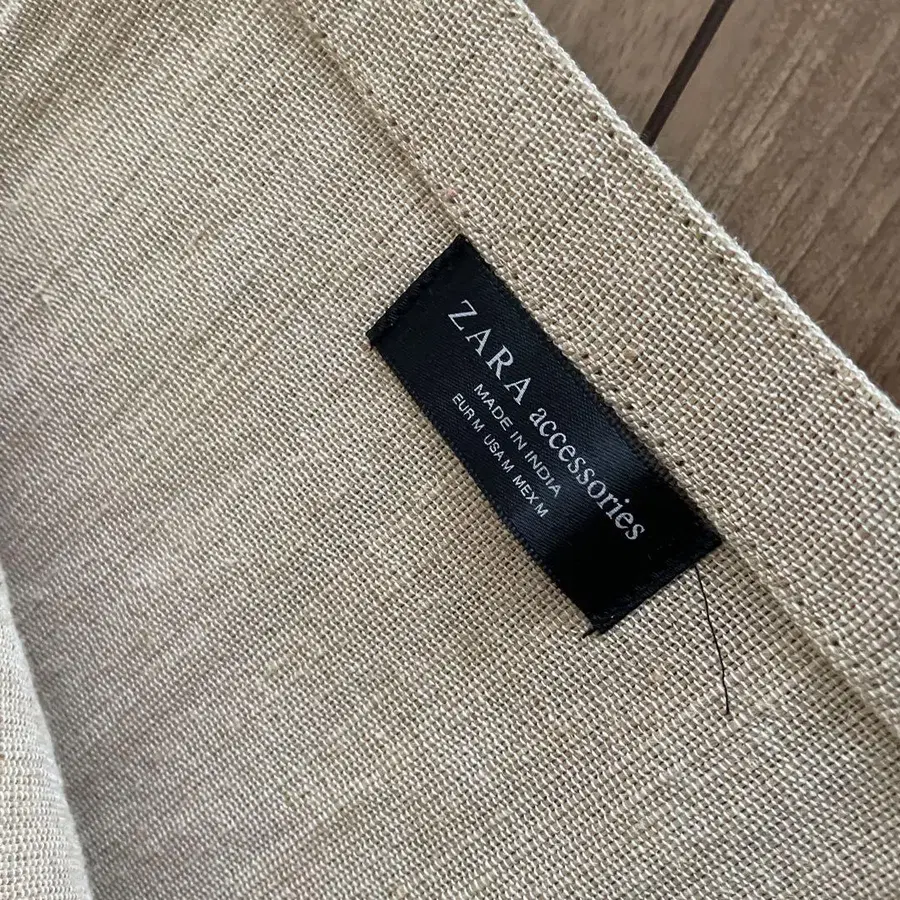 ZARA accessories
MADE IN INDIA
EUR M USA M MEX M